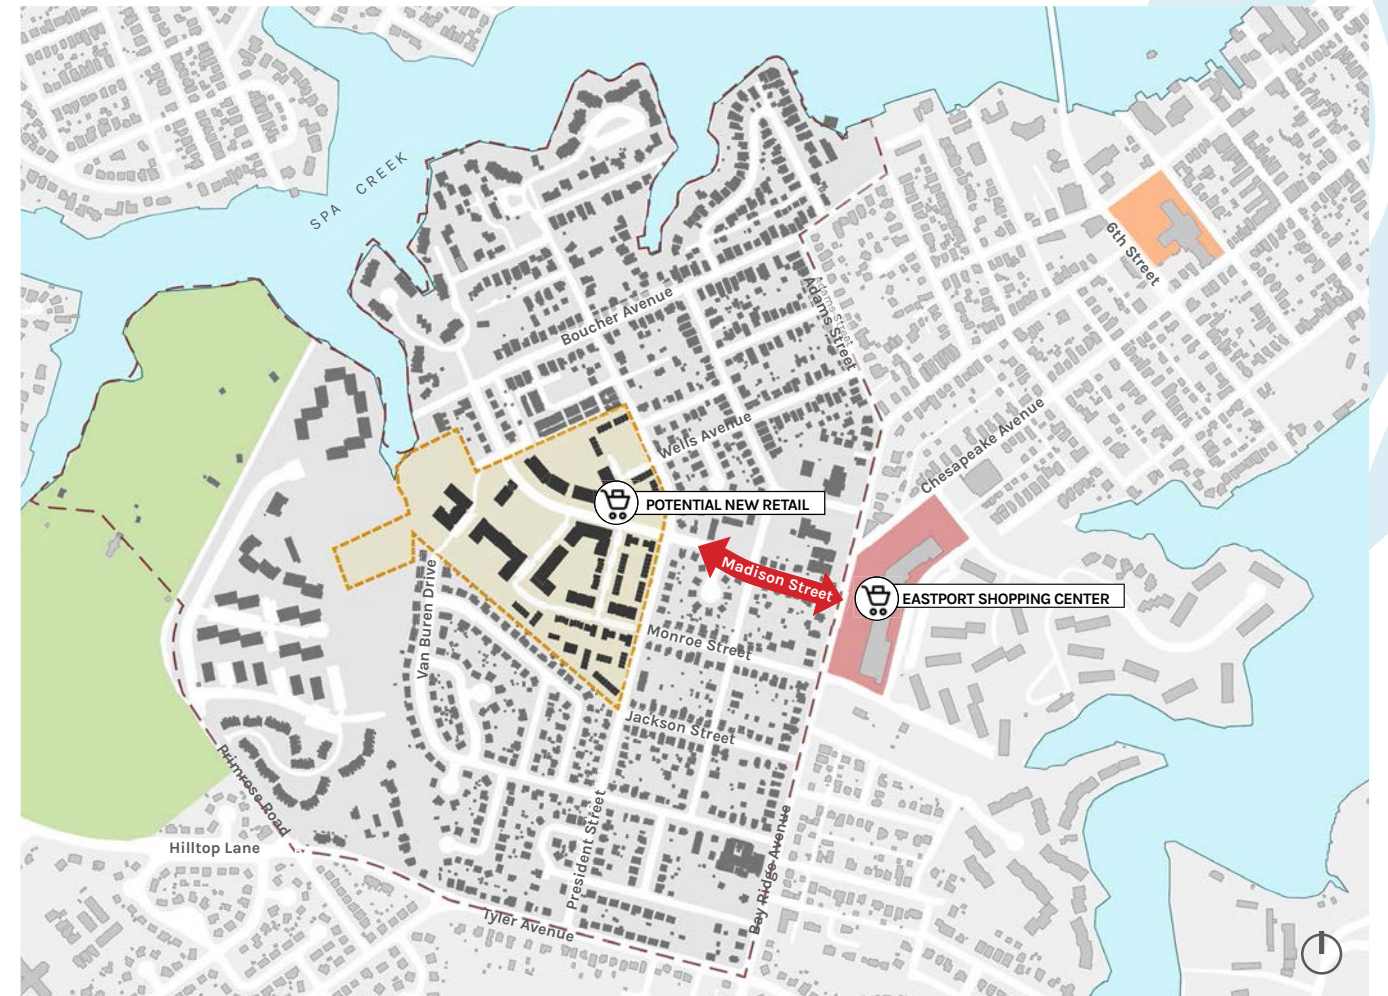 SPA CREEK
6th Street
Boucher Avenue
Adams Street
Adams Street
Chesapeake Avenue
Wells Avenue
POTENTIAL NEW RETAIL
Madison Street
EASTPORT SHOPPING CENTER
Van Buren Drive
Monroe Street
Jackson Street
Primrose Road
President Street
Bay Ridge Avenue
Hilltop Lane
Tyler Avenue